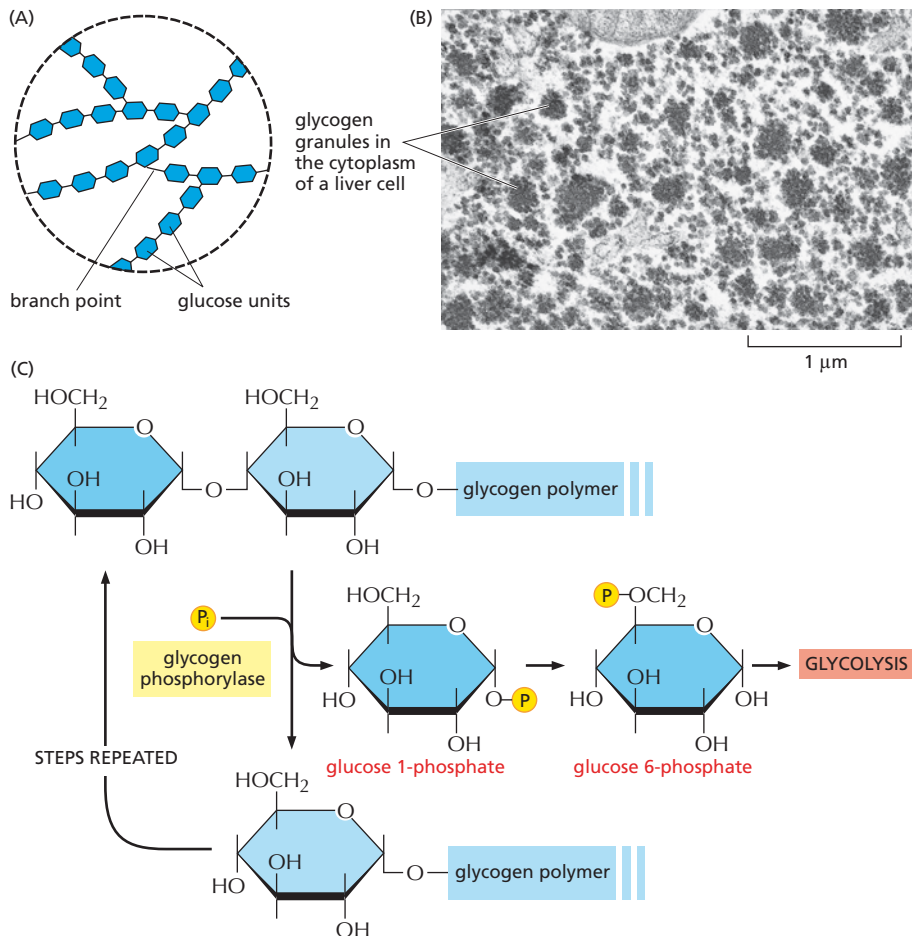 (A)
(B)
glycogen
granules in
the cytoplasm
of a liver cell
branch point
glucose units
1 µm
(C)
HOCH2
O
OH
HO
OH
O
HOCH2
O
OH
OH
O
glycogen polymer
Pi
glycogen
phosphorylase
HOCH2
O
OH
HO
O
P
OH
glucose 1-phosphate
P
OCH2
O
OH
HO
OH
OH
glucose 6-phosphate
GLYCOLYSIS
STEPS REPEATED
HOCH2
O
OH
HO
OH
O
glycogen polymer